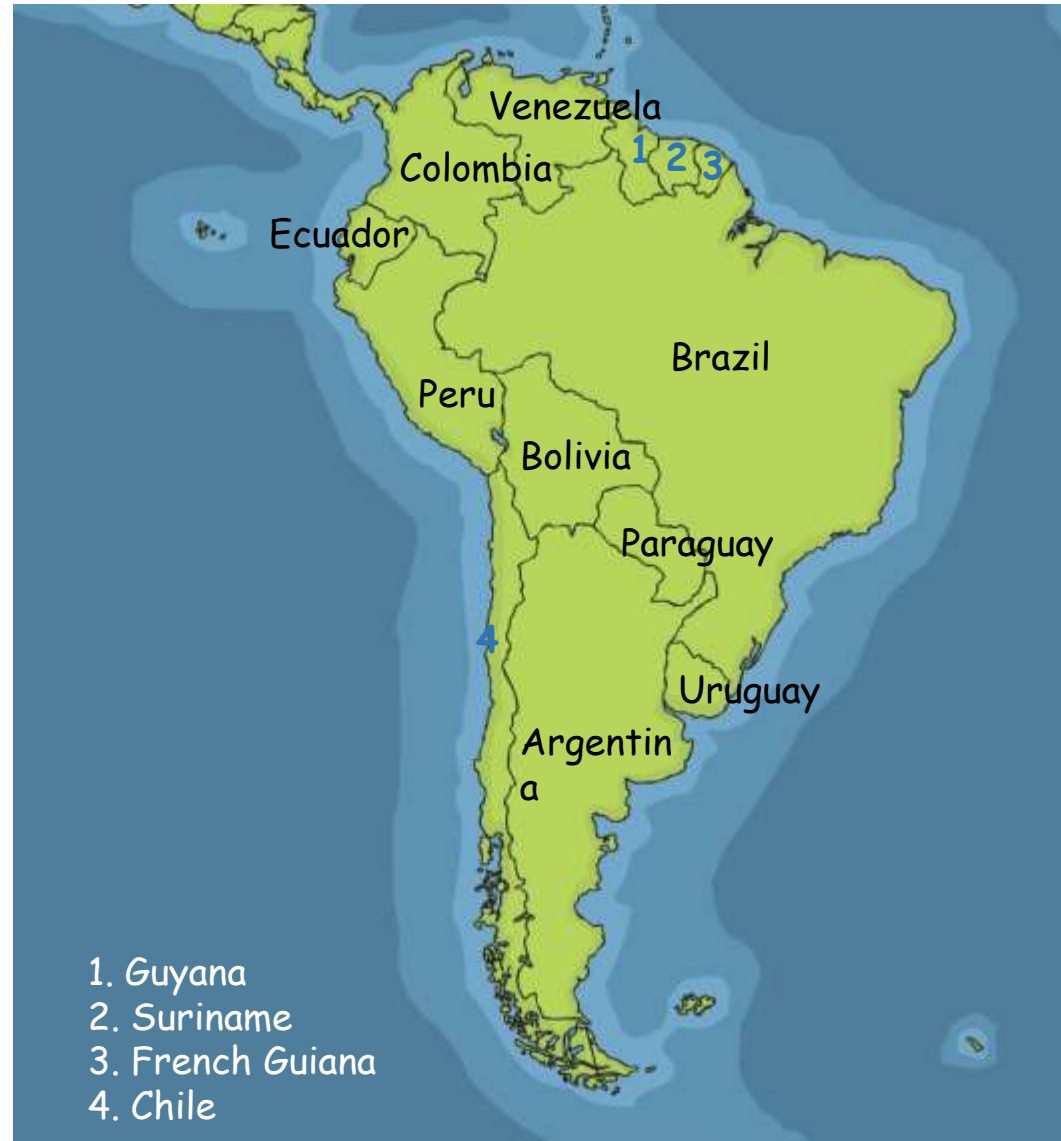 Venezuela
1
2
3
Colombia
Ecuador
Brazil
Peru
Bolivia
Paraguay
4
Uruguay
Argentin
a
1. Guyana
2. Suriname
3. French Guiana
4. Chile